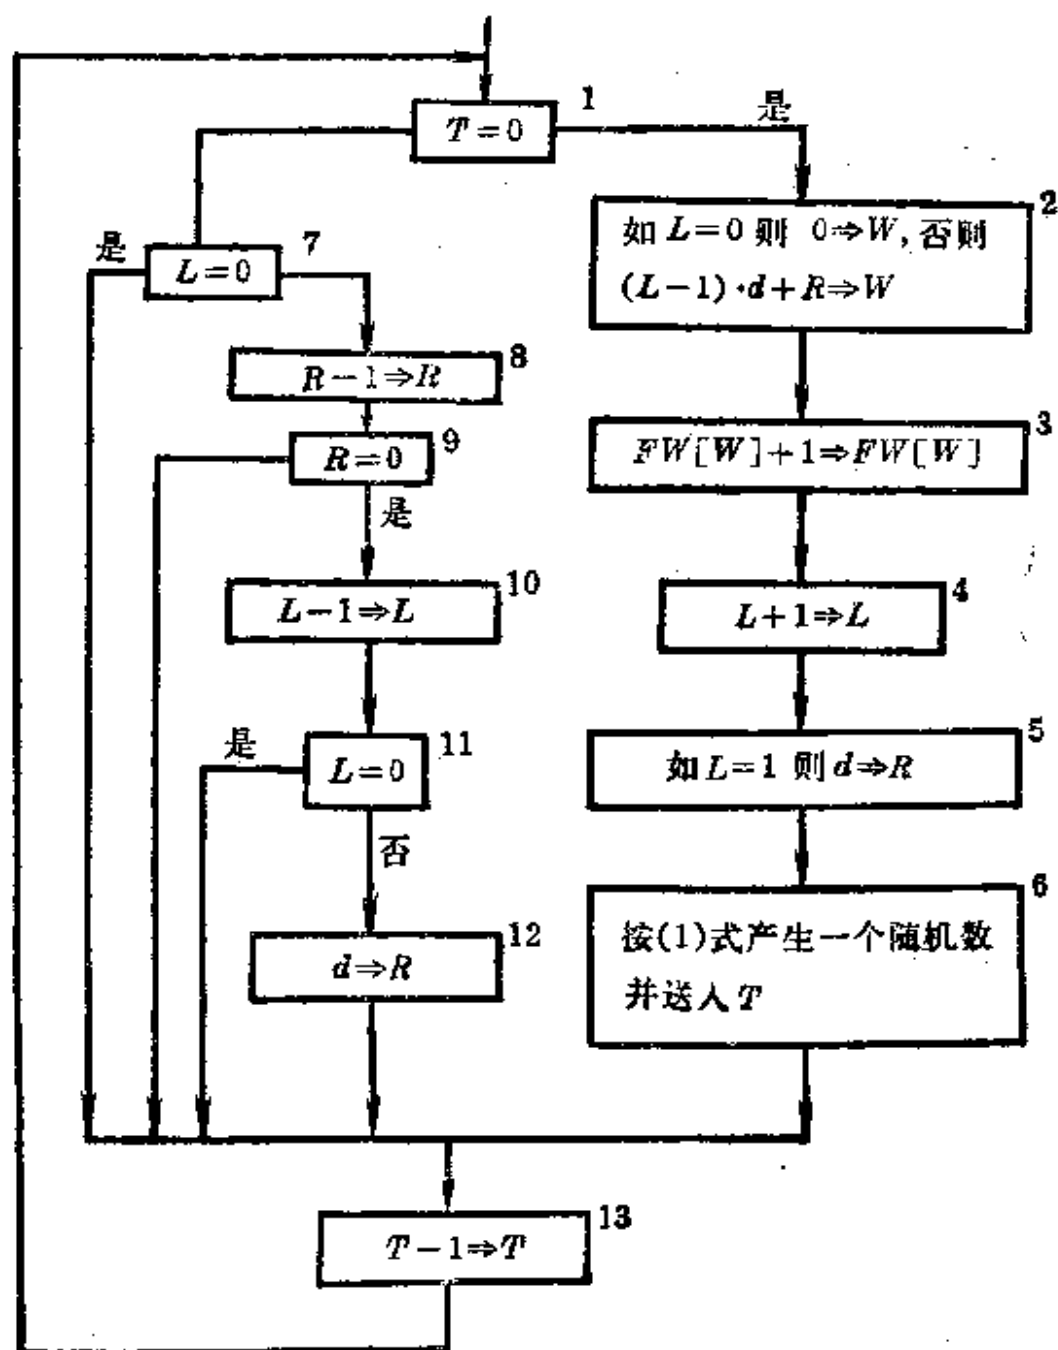 1
T=0
是
2
如 L=0 则 0⇒W, 否则
(L-1)·d+R⇒W
是
7
L=0
8
R-1⇒R
3
FW[W]+1⇒FW[W]
9
R=0
是
10
L-1⇒L
4
L+1⇒L
11
是
L=0
5
如 L=1 则 d⇒R
否
6
按(1)式产生一个随机数
并送入 T
12
d⇒R
13
T-1⇒T